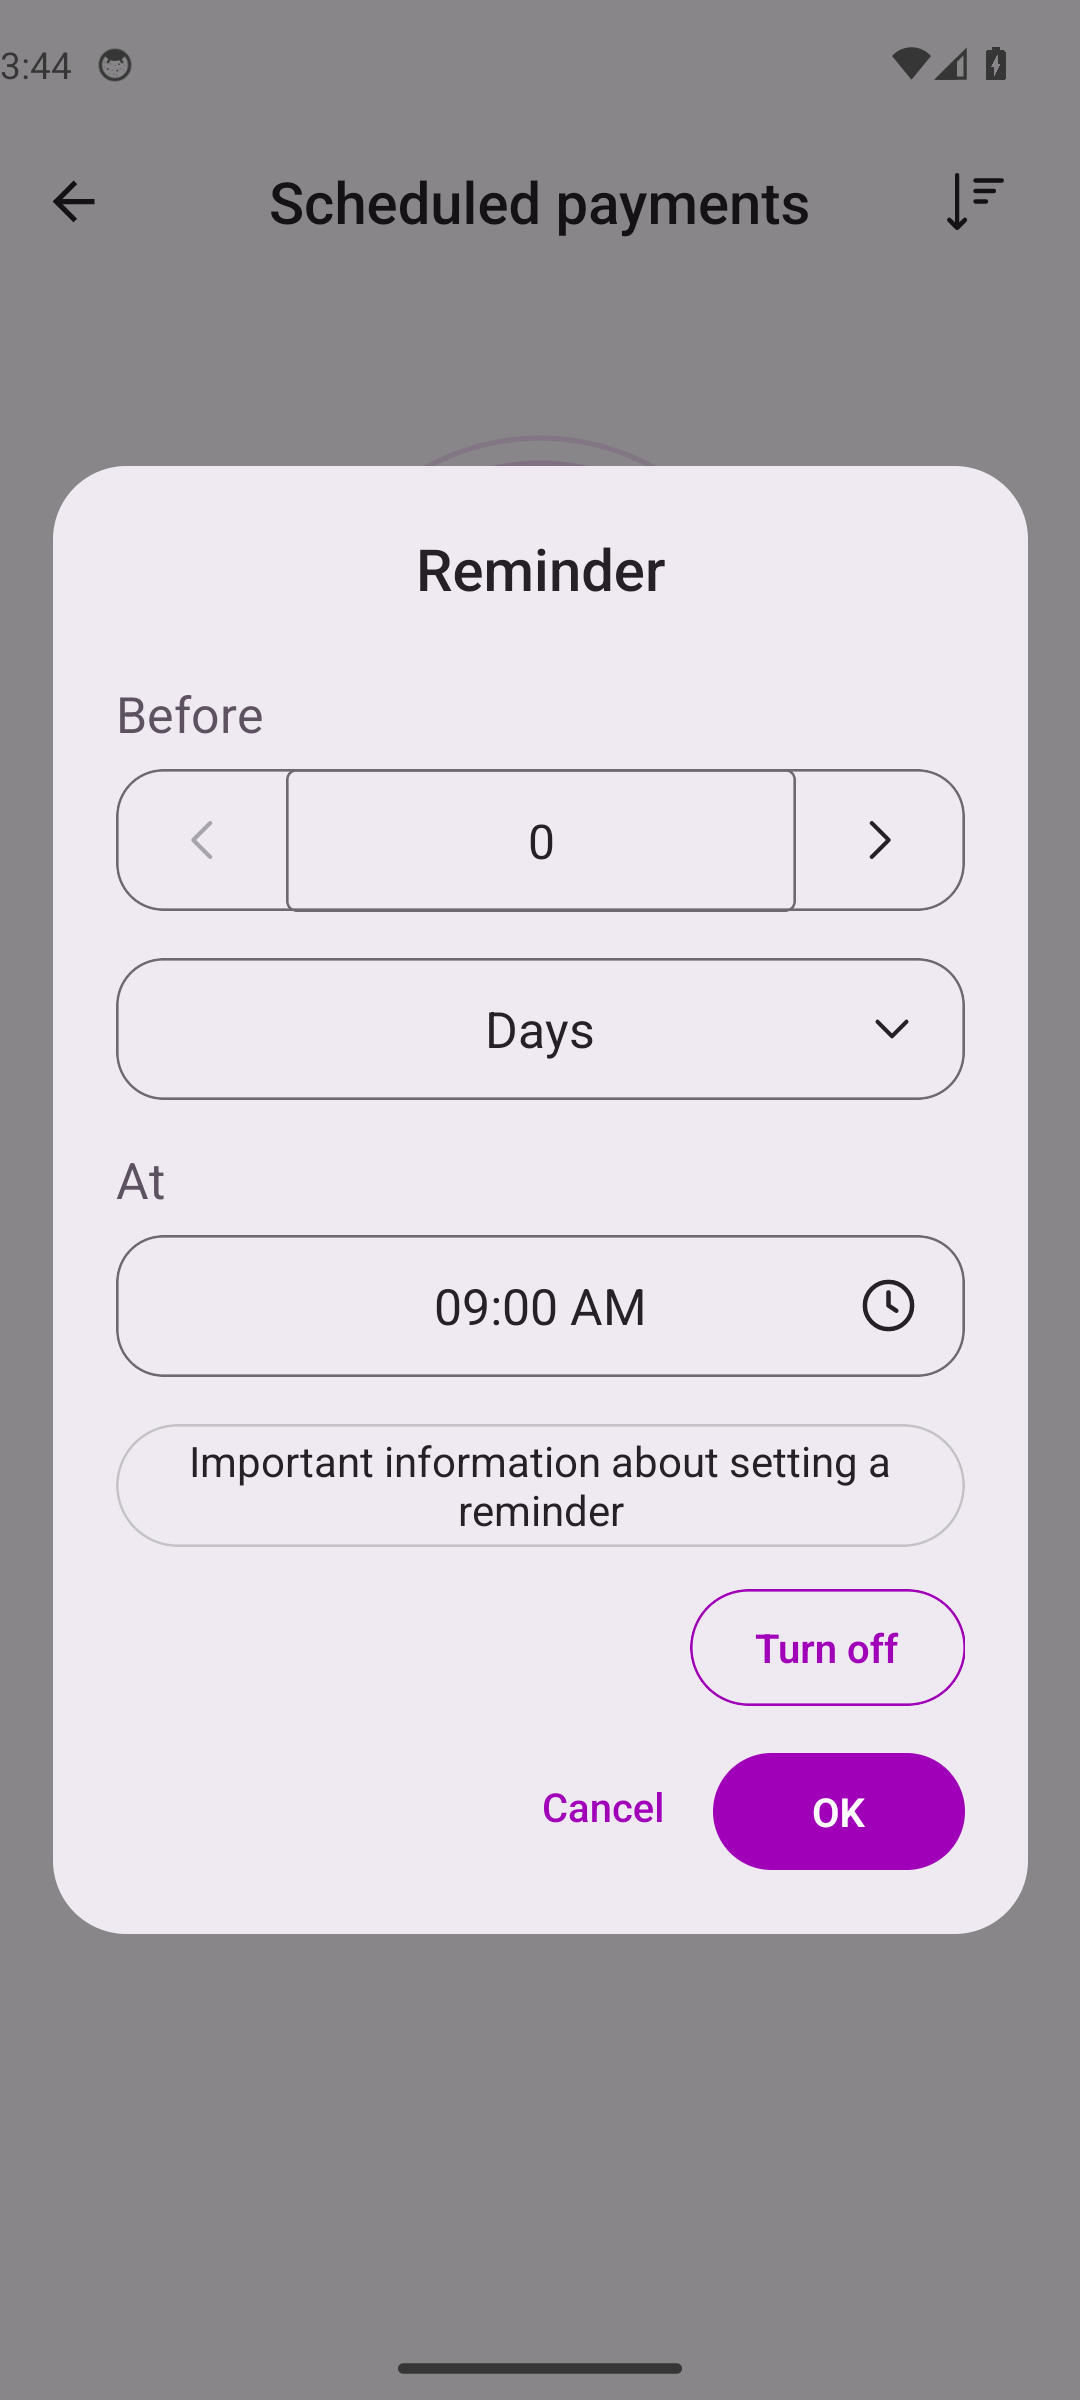 3:44
Scheduled payments
Reminder
Before
0
Days
At
09:00 AM
Important information about setting a
reminder
Turn off
Cancel
OK